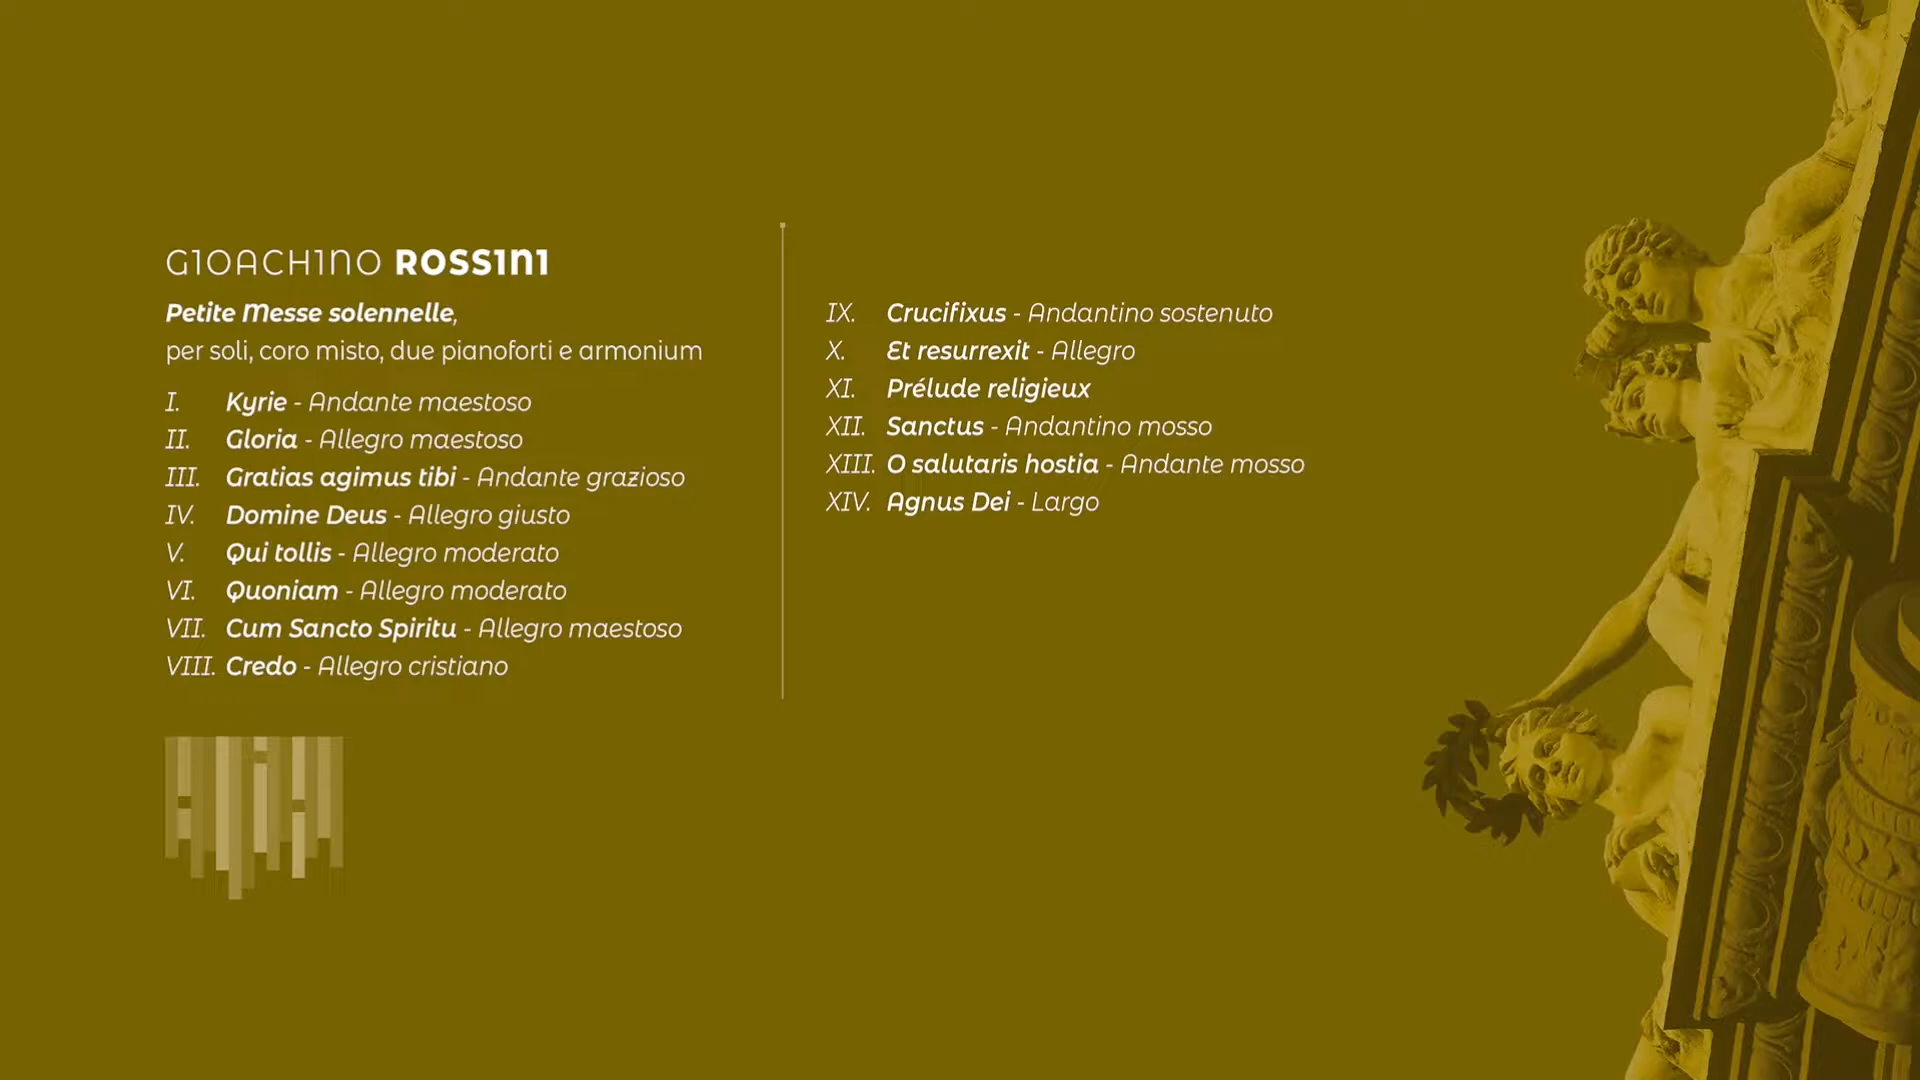 GIOACHINO ROSSINI
Petite Messe solennelle,
per soli, coro misto, due pianoforti e armonium
I. Kyrie - Andante maestoso
II. Gloria - Allegro maestoso
III. Gratias agimus tibi - Andante grazioso
IV. Domine Deus - Allegro giusto
V. Qui tollis - Allegro moderato
VI. Quoniam - Allegro moderato
VII. Cum Sancto Spiritu - Allegro maestoso
VIII. Credo - Allegro cristiano
IX. Crucifixus - Andantino sostenuto
X. Et resurrexit - Allegro
XI. Prélude religieux
XII. Sanctus - Andantino mosso
XIII. O salutaris hostia - Andante mosso
XIV. Agnus Dei - Largo